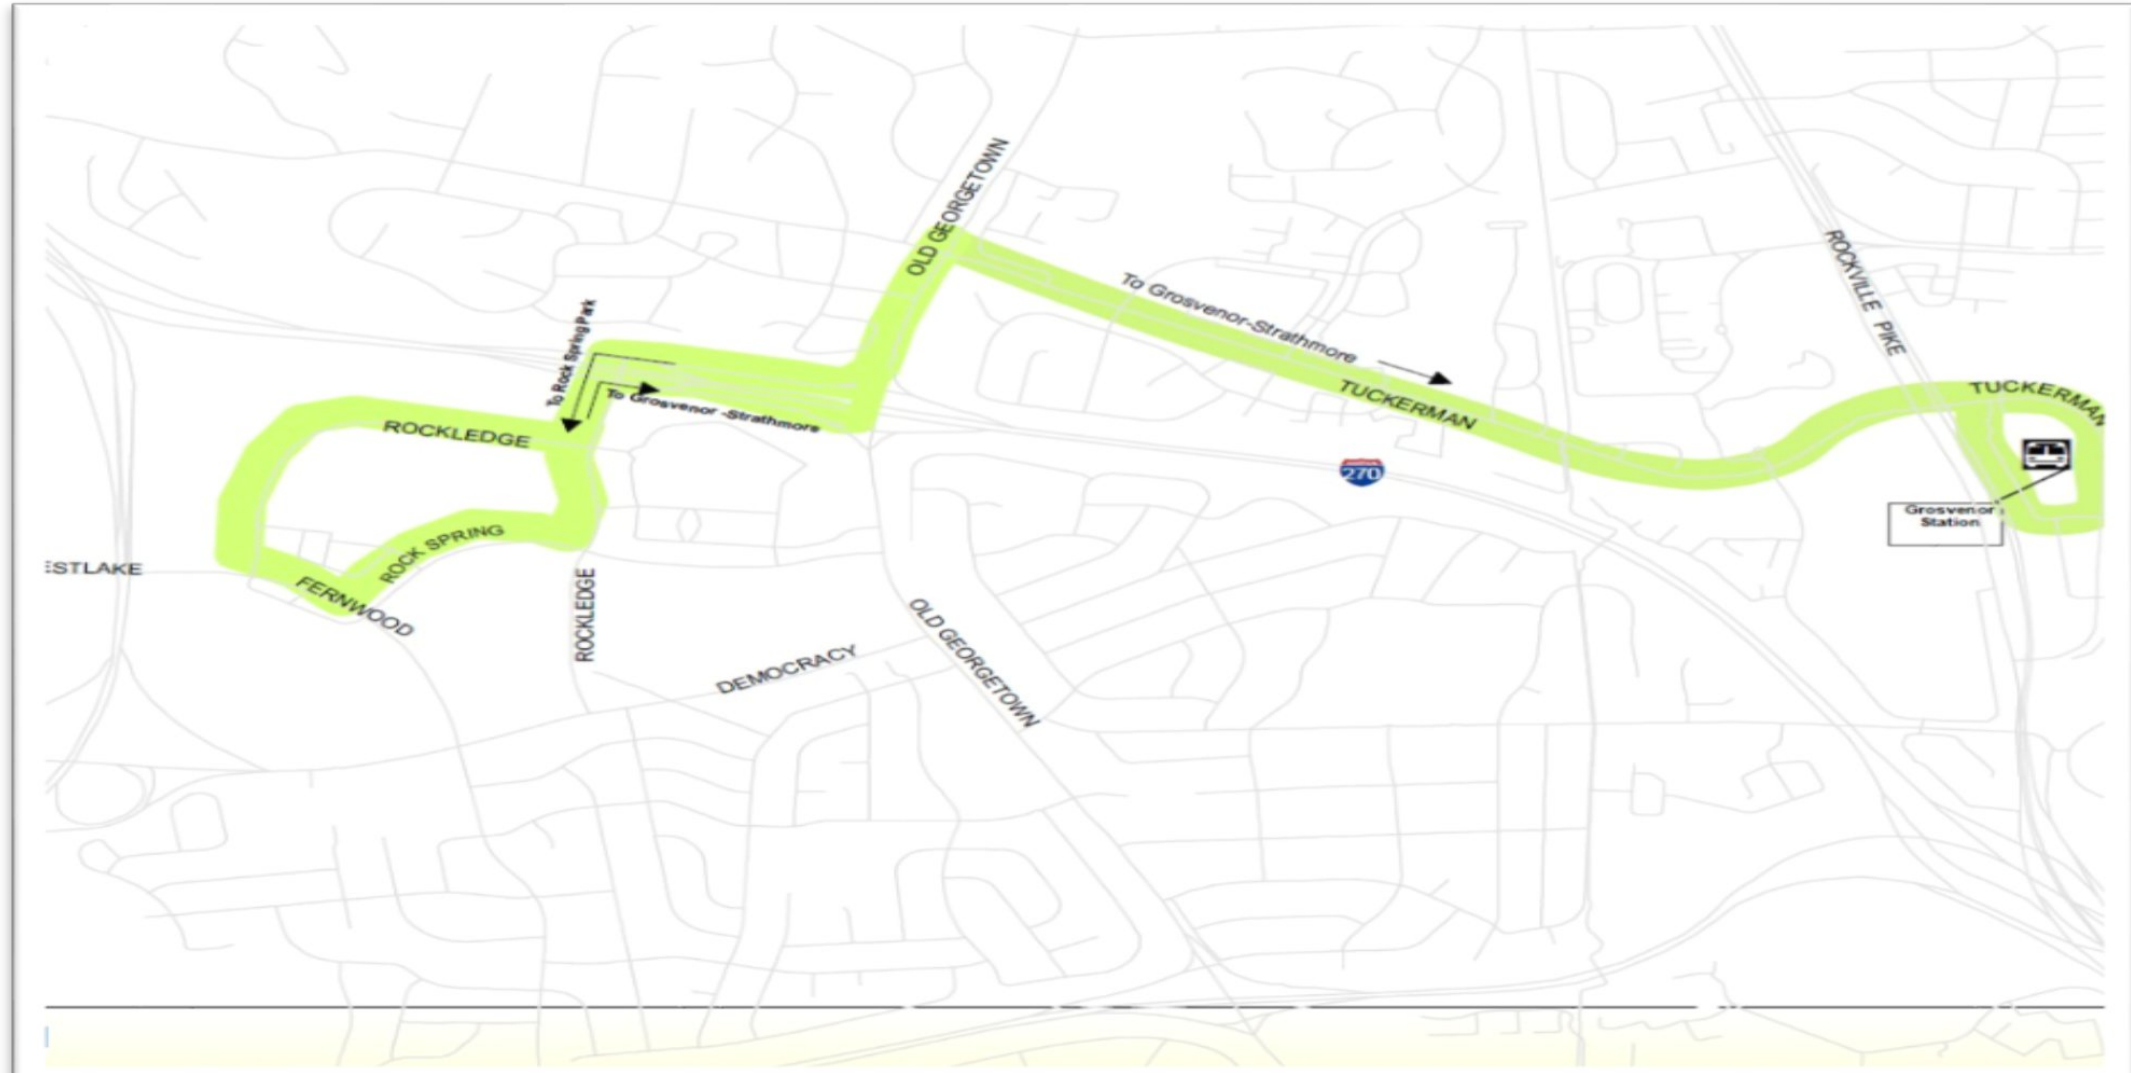 OLD GEORGETOWN
ROCKVILLE PIKE
To Grosvenor-Strathmore
To Rock Spring Park
To Grosvenor -Strathmore
TUCKERMAN
TUCKERMAN
ROCKLEDGE
270
Grosvenor
Station
ROCK SPRING
ESTLAKE
FERNWOOD
ROCKLEDGE
OLD GEORGETOWN
DEMOCRACY